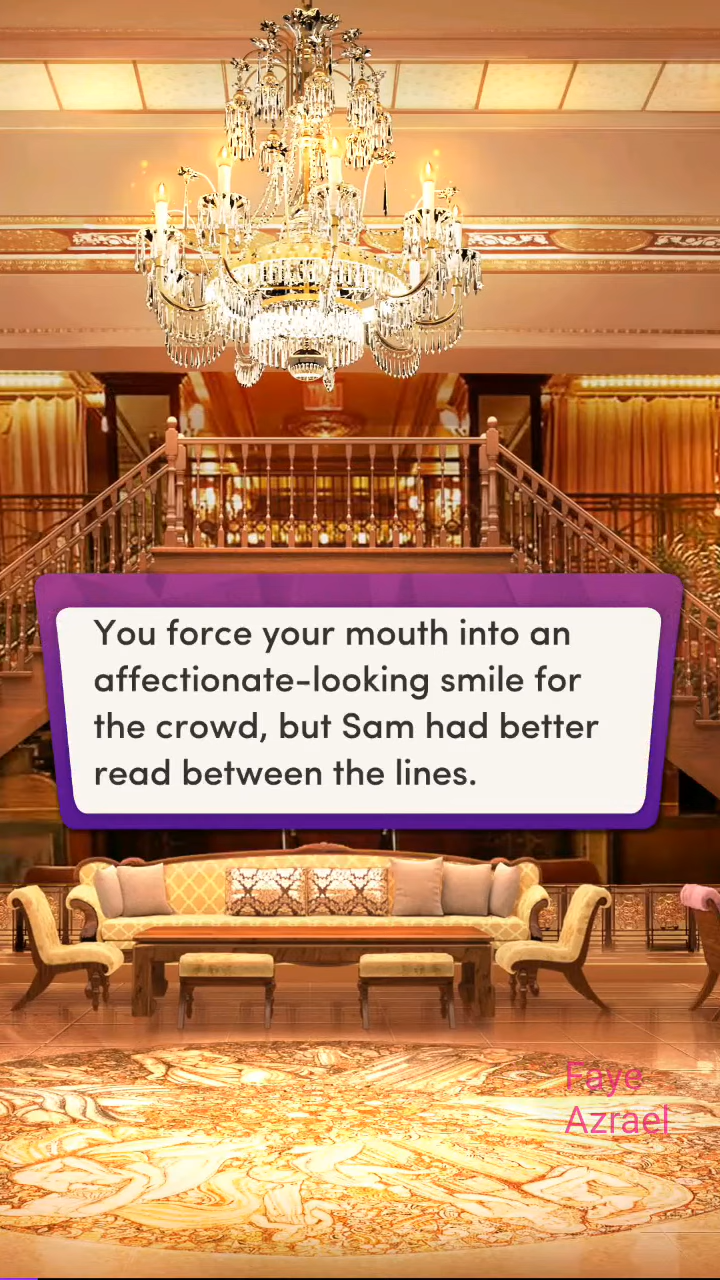 You force your mouth into an
affectionate-looking smile for
the crowd, but Sam had better
read between the lines.
Faye
Azrael